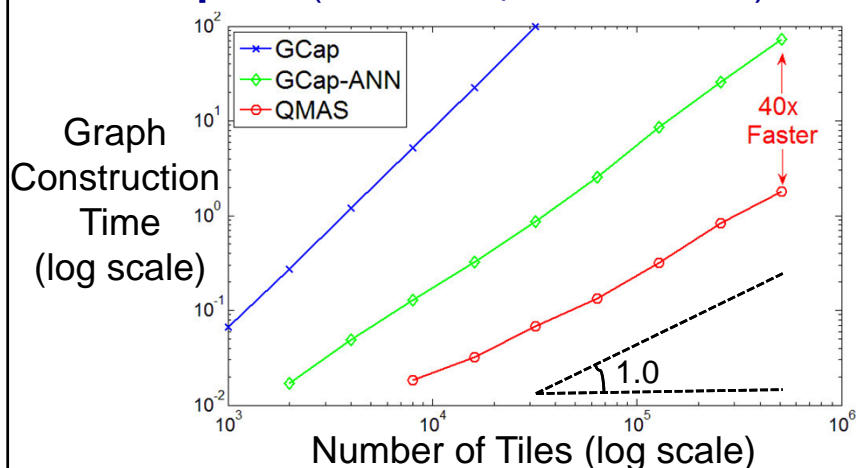 10^2
GCap
GCap-ANN
QMAS
40x
Faster
10^1
Graph
Construction
Time
(log scale)
10^0
10^-1
1.0
10^-2
10^3
10^4
10^5
10^6
Number of Tiles (log scale)